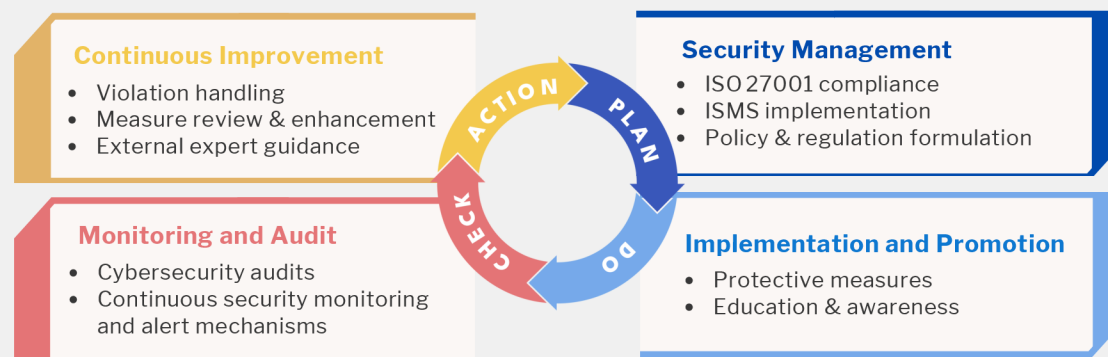 Continuous Improvement
• Violation handling
• Measure review & enhancement
• External expert guidance
Security Management
• ISO 27001 compliance
• ISMS implementation
• Policy & regulation formulation
ACTION
PLAN
CHECK
DO
Monitoring and Audit
• Cybersecurity audits
• Continuous security monitoring
and alert mechanisms
Implementation and Promotion
• Protective measures
• Education & awareness